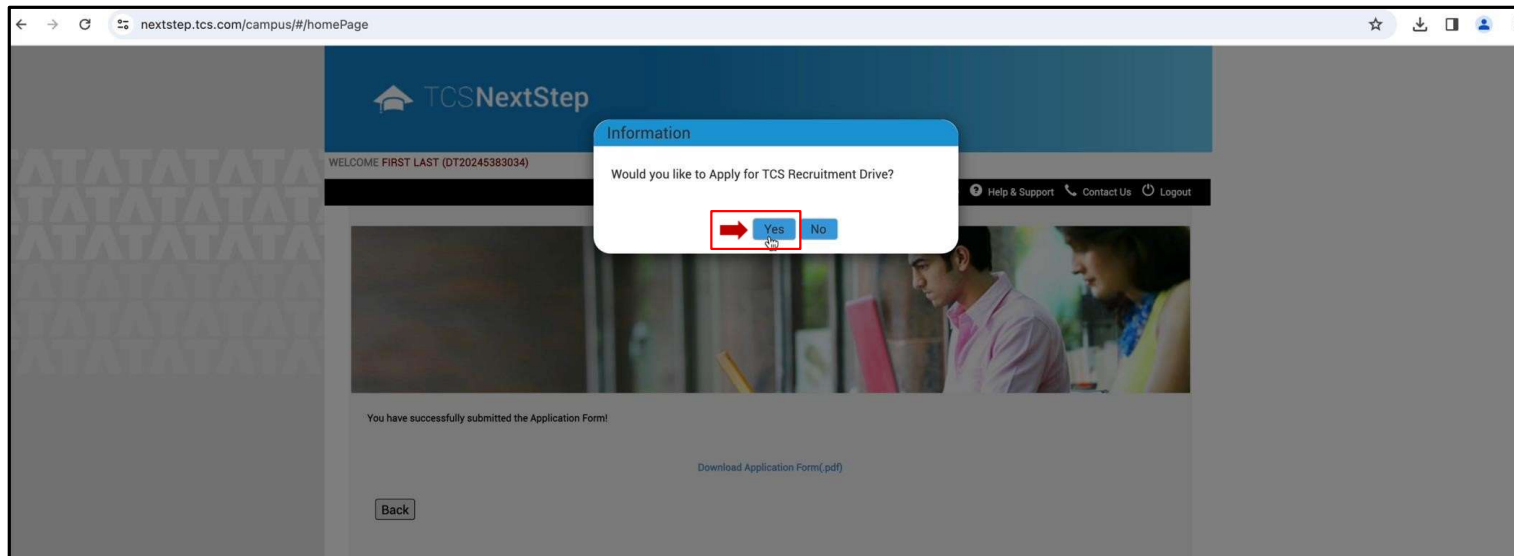 nextstep.tcs.com/campus/#/homePage
TCSNextStep
Information
WELCOME FIRST LAST (DT20245383034)
Would you like to Apply for TCS Recruitment Drive?
Help & Support Contact Us Logout
Yes No
You have successfully submitted the Application Form!
Download Application Form(.pdf)
Back